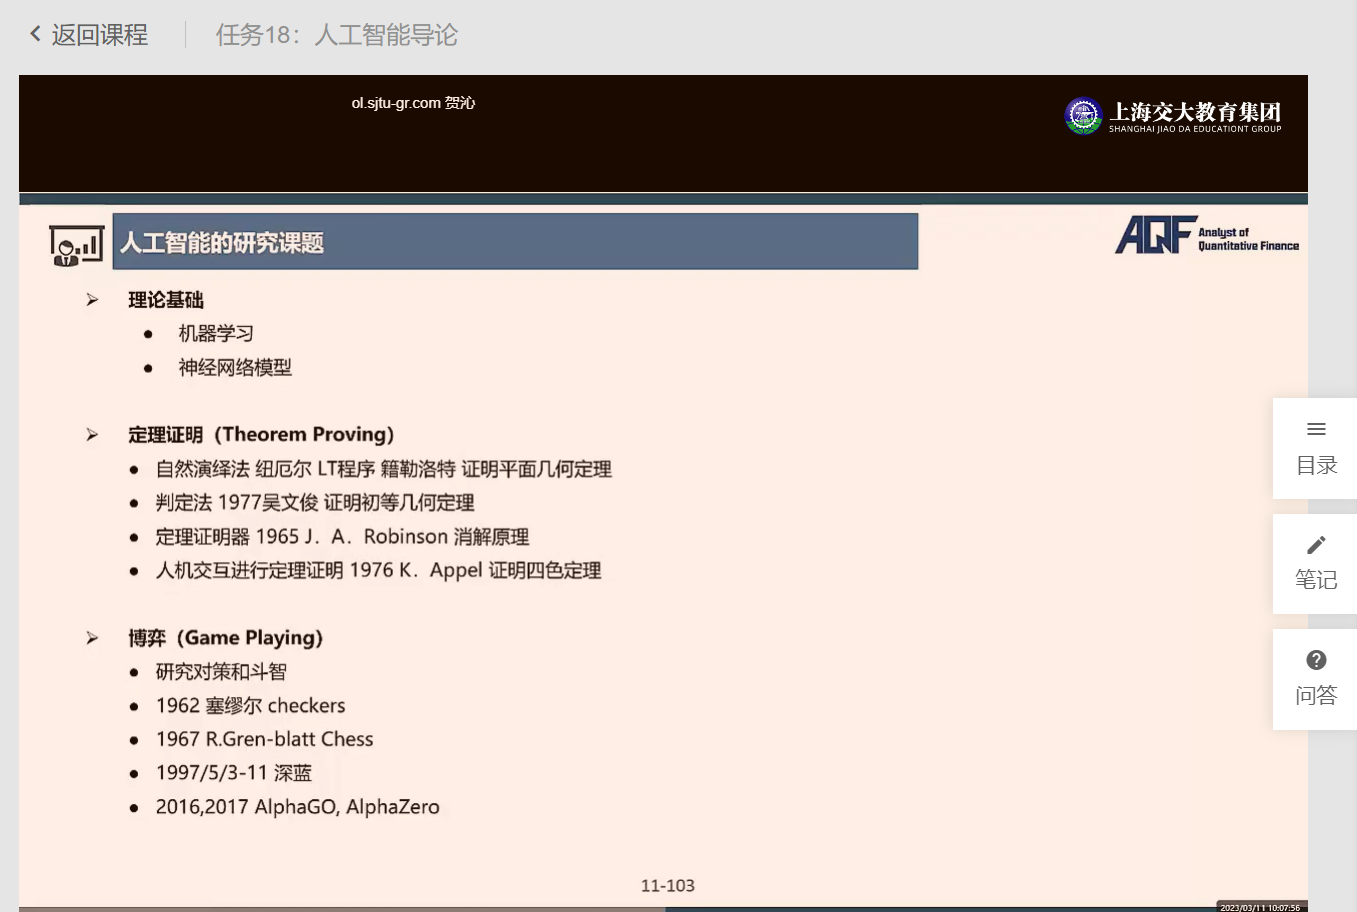 返回课程
任务18：人工智能导论
ol.sjtu-gr.com 贺沁
上海交大教育集团
SHANGHAI JIAO DA EDUCATIONT GROUP
人工智能的研究课题
AQF Analyst of
Quantitative Finance
➢ 理论基础
● 机器学习
● 神经网络模型
➢ 定理证明（Theorem Proving）
● 自然演绎法 纽厄尔 LT程序 籍勒洛特 证明平面几何定理
● 判定法 1977吴文俊 证明初等几何定理
● 定理证明器 1965 J．A．Robinson 消解原理
● 人机交互进行定理证明 1976 K．Appel 证明四色定理
➢ 博弈（Game Playing）
● 研究对策和斗智
● 1962 塞缪尔 checkers
● 1967 R.Gren-blatt Chess
● 1997/5/3-11 深蓝
● 2016,2017 AlphaGO, AlphaZero
11-103
目录
笔记
问答
2023/03/11 10:07:56